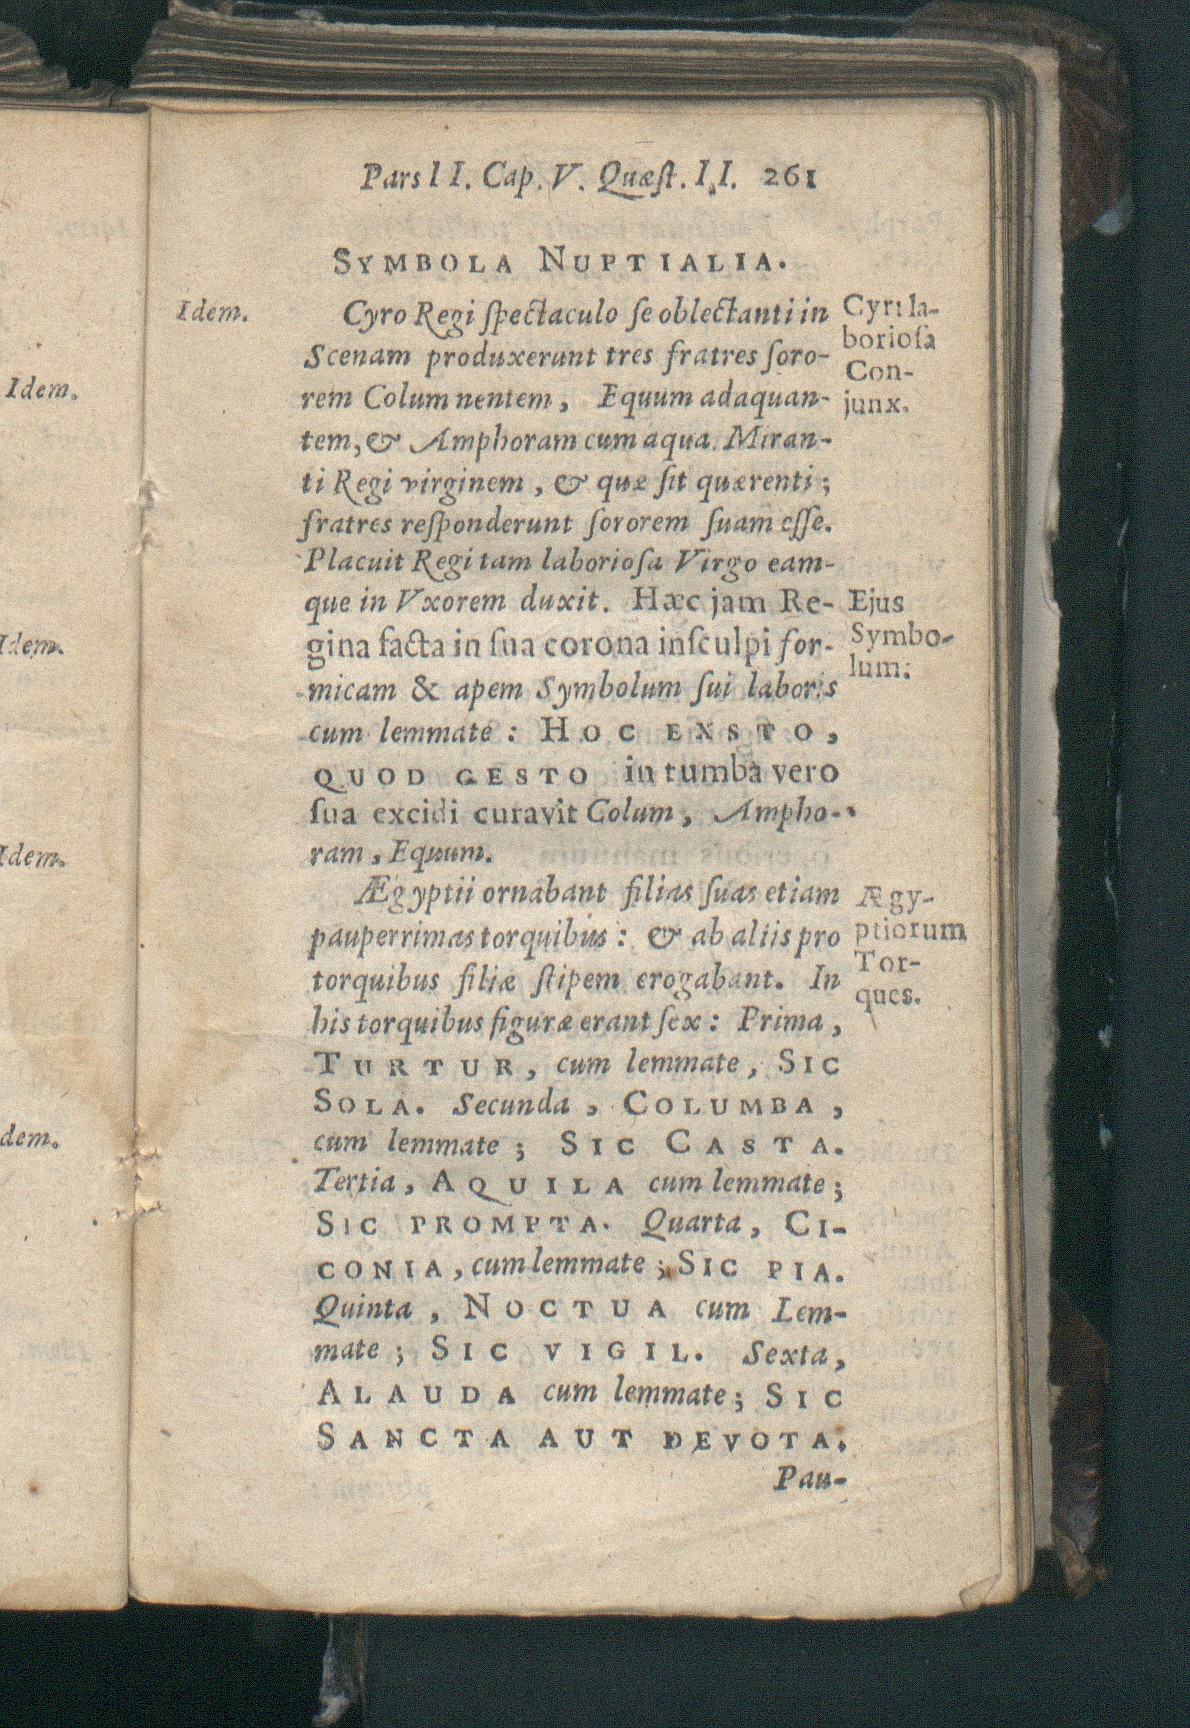 Pars II. Cap. V. Quæſt. II. 261
SYMBOLA NUPTIALIA.
Idem.
Cyro Regi ſpectaculo ſe oblectanti in
Scenam produxerunt tres fratres ſoro-
rem Colum nentem, Equum adaquan-
tem, & Amphoram cum aqua. Miran-
ti Regi virginem, & quæ ſit quærenti;
fratres reſponderunt ſororem ſuam eſſe.
Placuit Regi tam laborioſa Virgo eam-
que in Vxorem duxit. Hæc jam Re-
gina facta in ſua corona inſculpi for-
micam & apem Symbolum ſui laboris
cum lemmate: HOC EXSTO,
QUOD GESTO in tumba vero
ſua excidi curavit Colum, Ampho-
ram, Equum.
Cyri la-
borioſa
Con-
junx.
Ejus
Symbo-
lum:
Ægyptii ornabant filias ſuas etiam
pauperrimas torquibus: & ab aliis pro
torquibus filiæ ſtipem erogabant. In
his torquibus figuræ erant ſex: Prima,
TURTUR, cum lemmate, SIC
SOLA. Secunda, COLUMBA,
cum lemmate; SIC CASTA.
Tertia, AQUILA cum lemmate;
SIC PROMPTA. Quarta, CI-
CONIA, cum lemmate; SIC PIA.
Quinta, NOCTUA cum Lem-
mate; SIC VIGIL. Sexta,
ALAUDA cum lemmate; SIC
SANCTA AUT DEVOTA.
Pau-
Ægy-
ptiorum
Tor-
ques.
Idem.
Idem.
Idem.
dem.